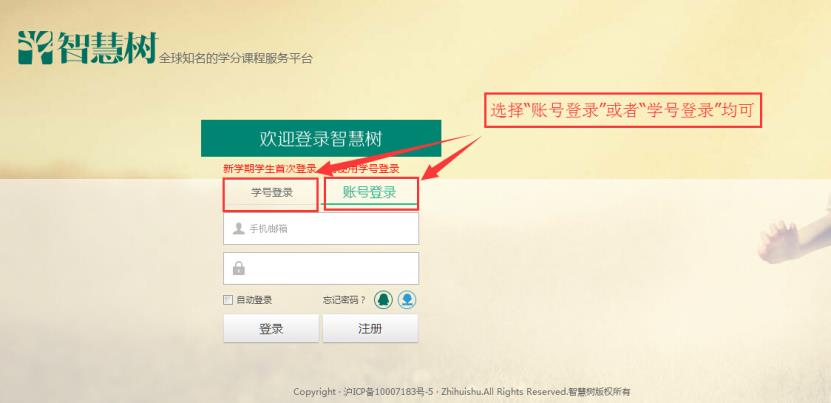 智慧树 全球知名的学分课程服务平台
选择“账号登录”或者“学号登录”均可
欢迎登录智慧树
新学期学生首次登录 使用学号登录
学号登录 账号登录
手机/邮箱
自动登录 忘记密码？
登录 注册
Copyright · 沪ICP备10007183号-5 · Zhihuishu.All Rights Reserved.智慧树版权所有